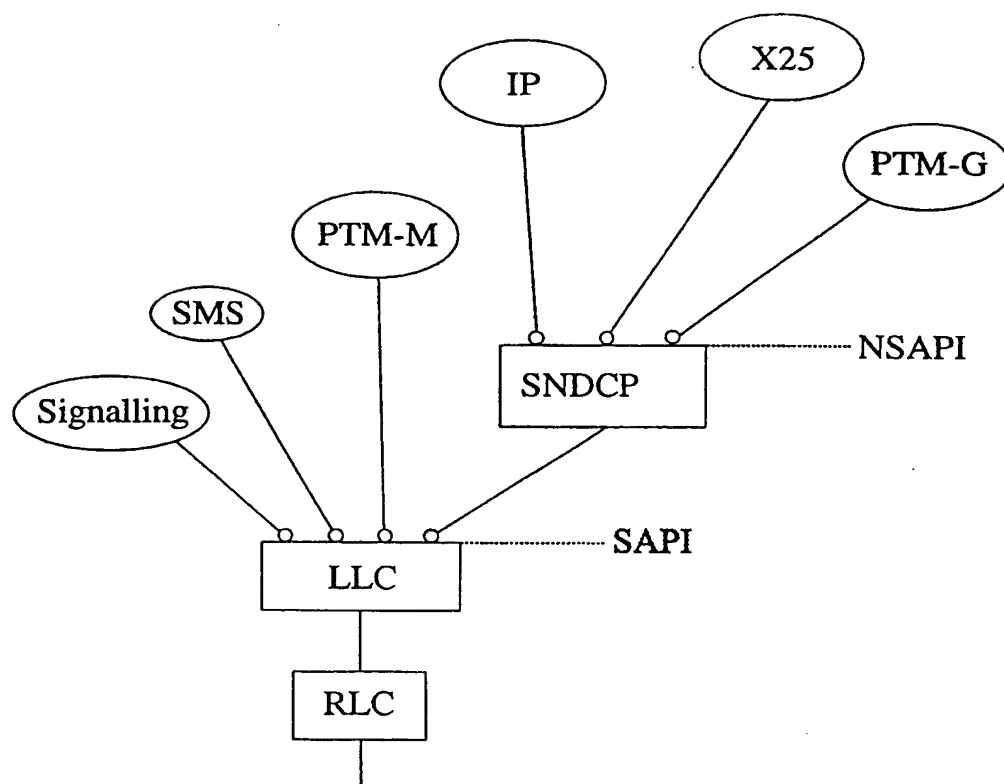 X25
IP
PTM-G
PTM-M
SMS
NSAPI
SNDCP
Signalling
SAPI
LLC
RLC